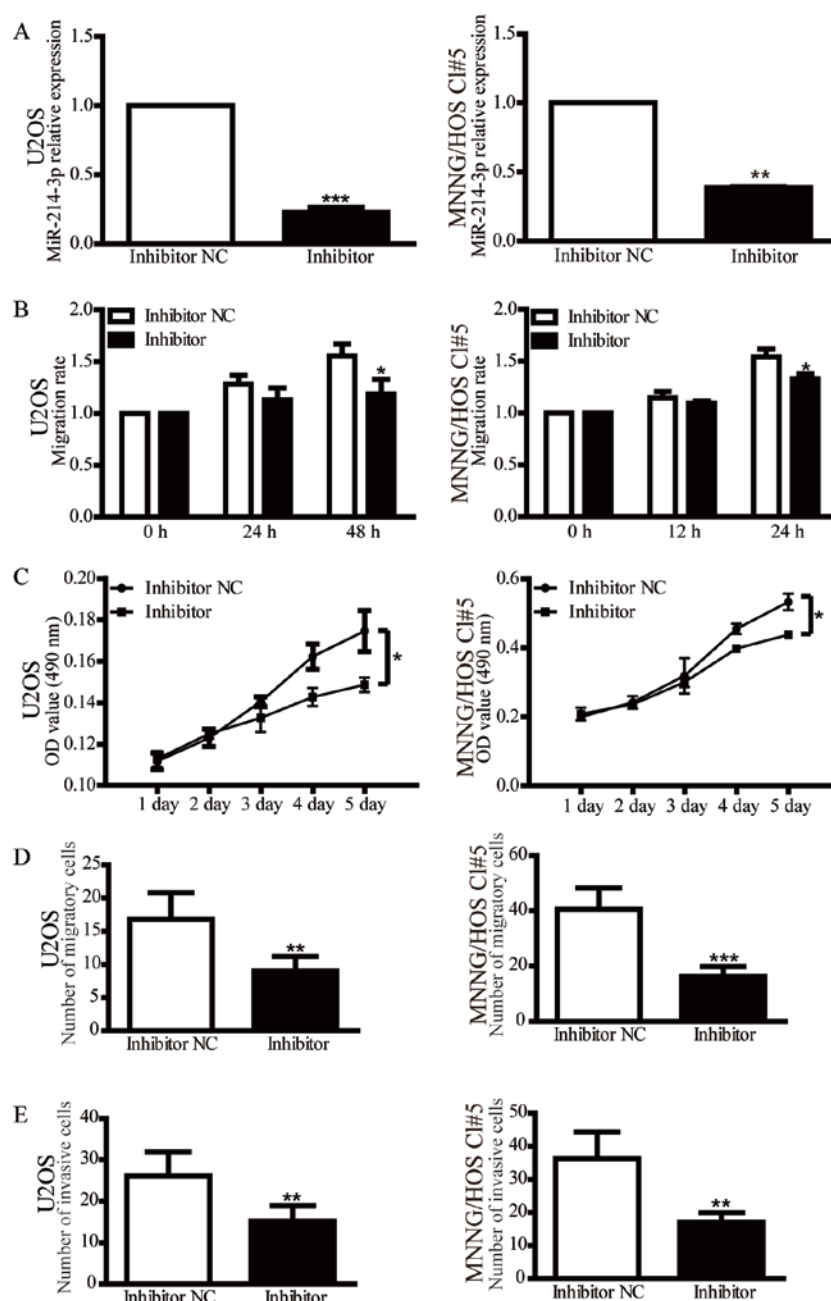 A
U2OS
MiR-214-3p relative expression
1.5
1.0
0.5
0.0
***
Inhibitor NC Inhibitor
MNNG/HOS Cl#5
MiR-214-3p relative expression
1.5
1.0
0.5
0.0
**
Inhibitor NC Inhibitor
B
U2OS
Migration rate
2.0
1.5
1.0
0.5
0.0
Inhibitor NC
Inhibitor
*
0 h 24 h 48 h
MNNG/HOS Cl#5
Migration rate
2.0
1.5
1.0
0.5
0.0
Inhibitor NC
Inhibitor
*
0 h 12 h 24 h
C
U2OS
OD value (490 nm)
0.20
0.18
0.16
0.14
0.12
0.10
Inhibitor NC
Inhibitor
*
1 day 2 day 3 day 4 day 5 day
MNNG/HOS Cl#5
OD value (490 nm)
0.6
0.4
0.2
0.0
Inhibitor NC
Inhibitor
*
1 day 2 day 3 day 4 day 5 day
D
U2OS
Number of migratory cells
25
20
15
10
5
0
**
Inhibitor NC Inhibitor
MNNG/HOS Cl#5
Number of migratory cells
60
40
20
0
***
Inhibitor NC Inhibitor
E
U2OS
Number of invasive cells
40
30
20
10
0
**
Inhibitor NC Inhibitor
MNNG/HOS Cl#5
Number of invasive cells
50
40
30
20
10
0
**
Inhibitor NC Inhibitor